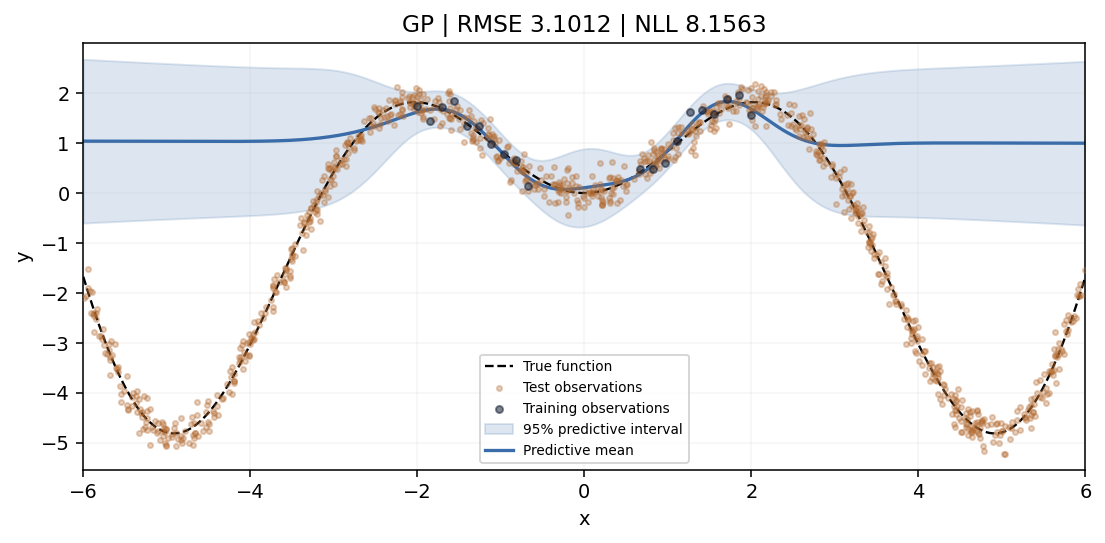 GP | RMSE 3.1012 | NLL 8.1563
y
2
1
0
−1
−2
−3
−4
−5
True function
Test observations
Training observations
95% predictive interval
Predictive mean
−6 −4 −2 0 2 4 6
x